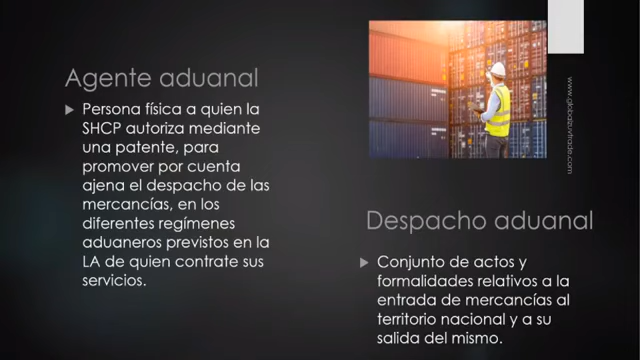 Agente aduanal
Persona física a quien la
SHCP autoriza mediante
una patente, para
promover por cuenta
ajena el despacho de las
mercancías, en los
diferentes regímenes
aduaneros previstos en la
LA de quien contrate sus
servicios.
Despacho aduanal
Conjunto de actos y
formalidades relativos a la
entrada de mercancías al
territorio nacional y a su
salida del mismo.